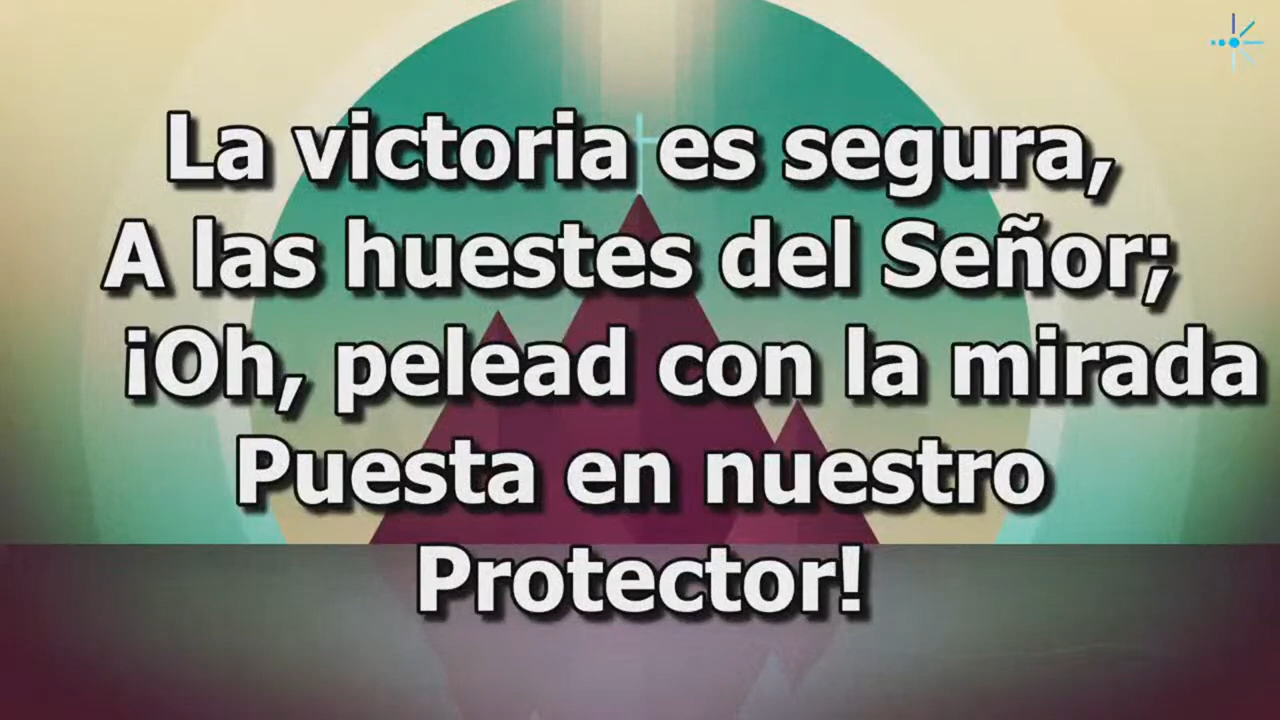 La victoria es segura,
A las huestes del Señor;
¡Oh, pelead con la mirada
Puesta en nuestro
Protector!